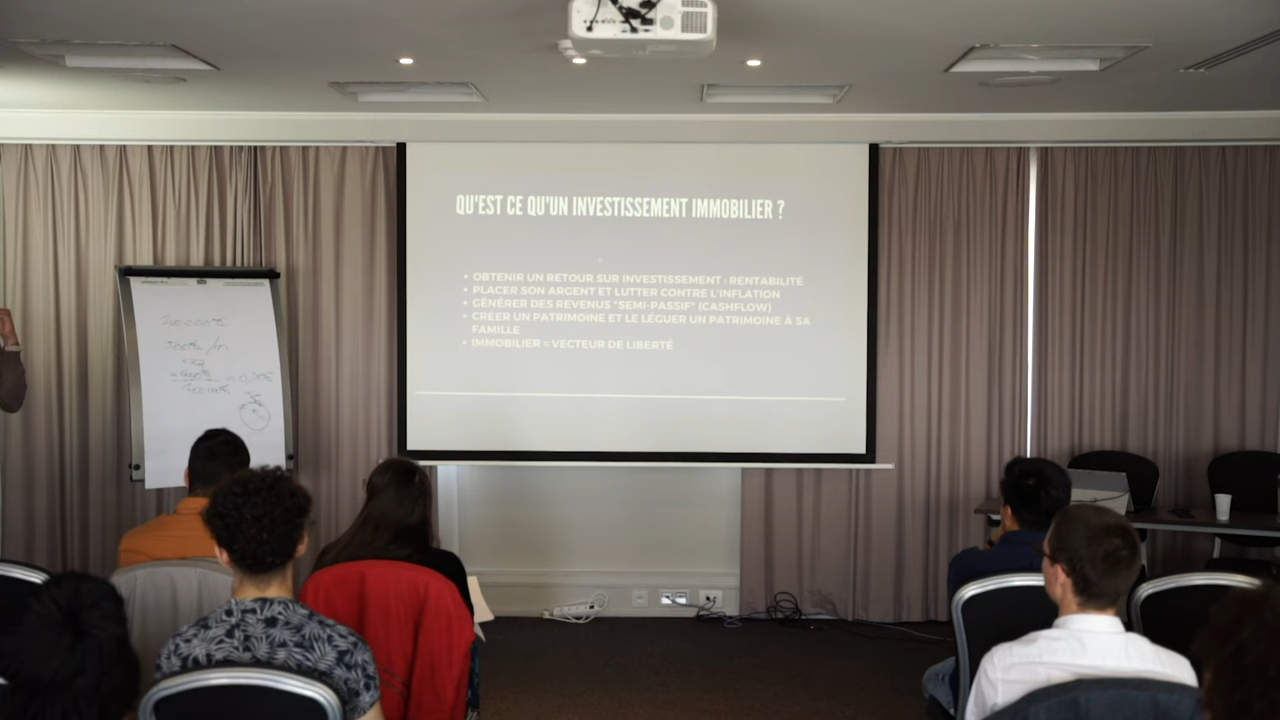 QU'EST CE QU'UN INVESTISSEMENT IMMOBILIER ?
• OBTENIR UN RETOUR SUR INVESTISSEMENT : RENTABILITÉ
• PLACER SON ARGENT ET LUTTER CONTRE L'INFLATION
• GÉNÉRER DES REVENUS "SEMI-PASSIF" (CASHFLOW)
• CRÉER UN PATRIMOINE ET LE LÉGUER UN PATRIMOINE À SA
FAMILLE
• IMMOBILIER = VECTEUR DE LIBERTÉ